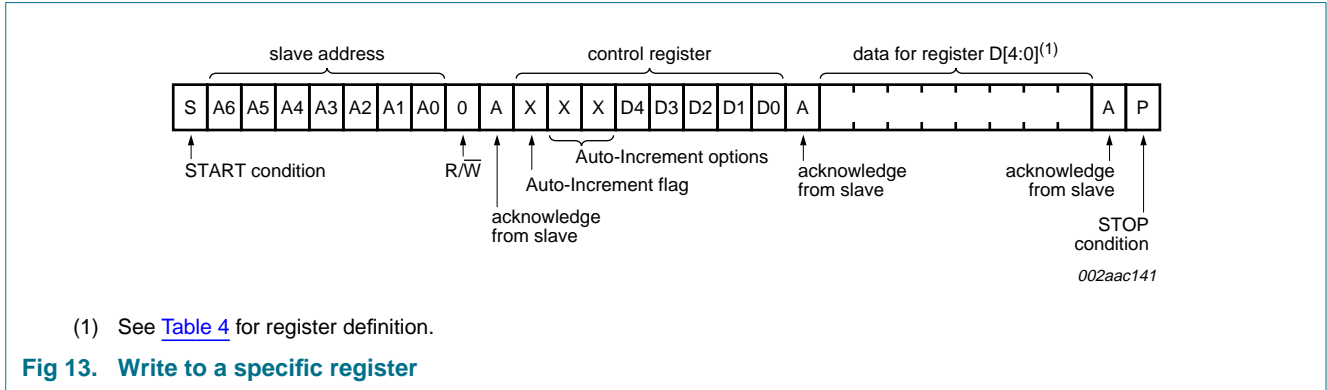 slave address control register data for register D[4:0](1)
S A6 A5 A4 A3 A2 A1 A0 0 A X X X D4 D3 D2 D1 D0 A A P
START condition R/W̅ Auto-Increment options
Auto-Increment flag
acknowledge
from slave
acknowledge
from slave
acknowledge
from slave
STOP
condition
002aac141
(1) See Table 4 for register definition.
Fig 13. Write to a specific register